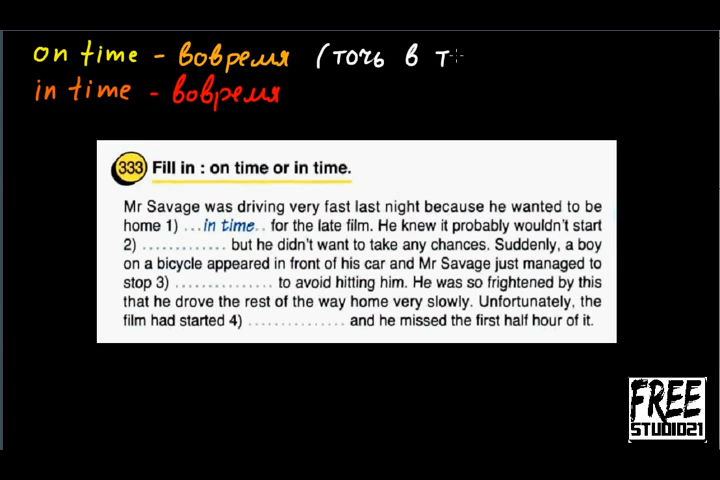 on time - вовремя (точь в т
in time - вовремя
333 Fill in : on time or in time.
Mr Savage was driving very fast last night because he wanted to be
home 1) ...in time.. for the late film. He knew it probably wouldn't start
2) ............. but he didn't want to take any chances. Suddenly, a boy
on a bicycle appeared in front of his car and Mr Savage just managed to
stop 3) ............... to avoid hitting him. He was so frightened by this
that he drove the rest of the way home very slowly. Unfortunately, the
film had started 4) ............... and he missed the first half hour of it.
FREE
STUDIO21